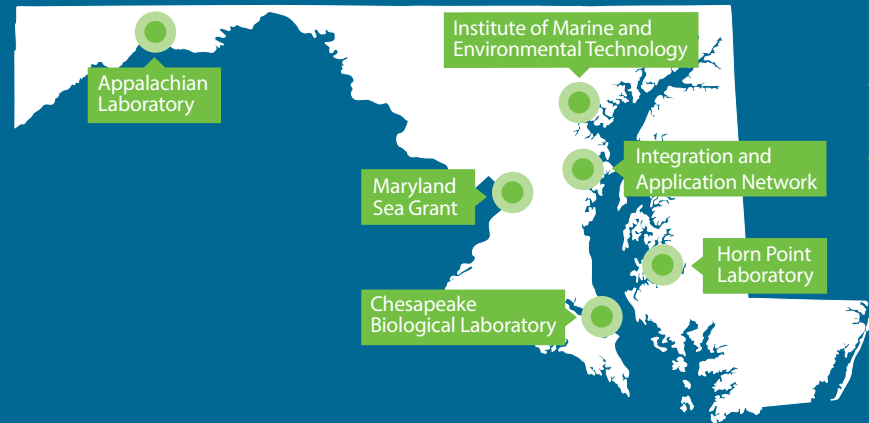 Institute of Marine and
Environmental Technology
Appalachian
Laboratory
Integration and
Application Network
Maryland
Sea Grant
Horn Point
Laboratory
Chesapeake
Biological Laboratory